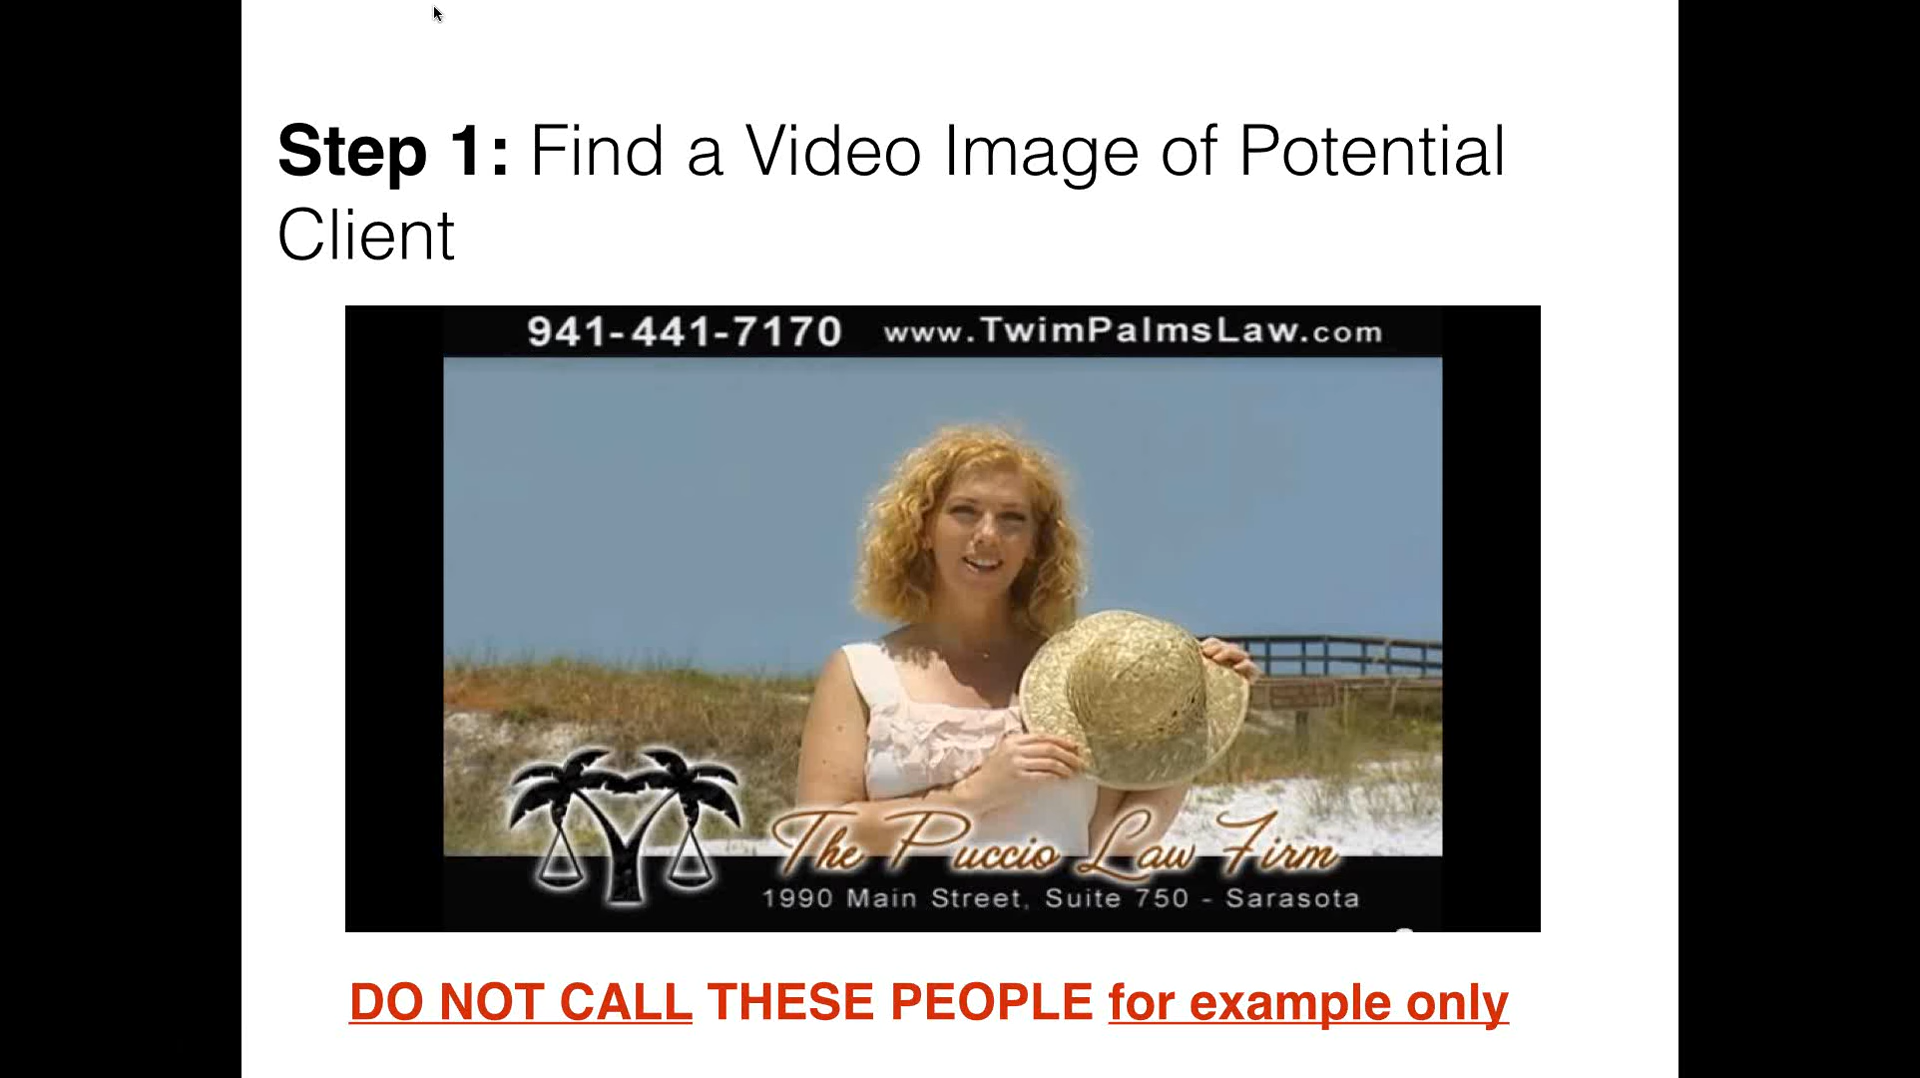 Step 1: Find a Video Image of Potential
Client
941-441-7170 www.TwimPalmsLaw.com
The Puccio Law Firm
1990 Main Street, Suite 750 - Sarasota
DO NOT CALL THESE PEOPLE for example only